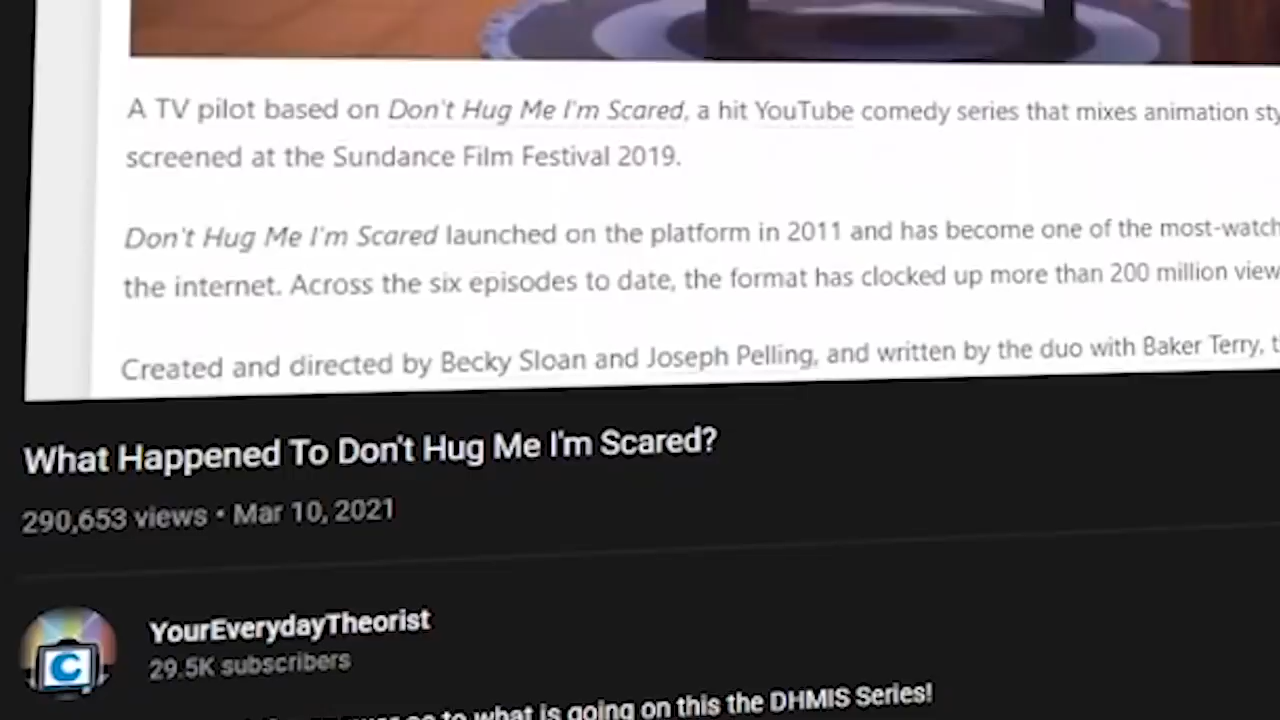 A TV pilot based on Don't Hug Me I'm Scared, a hit YouTube comedy series that mixes animation
screened at the Sundance Film Festival 2019.
Don't Hug Me I'm Scared launched on the platform in 2011 and has become one of the
the internet. Across the six episodes to date, the format has clocked up more than 200 million
Created and directed by Becky Sloan and Joseph Pelling, and written by the duo with Baker Terry,
What Happened To Don't Hug Me I'm Scared?
290,653 views • Mar 10, 2021
C
YourEverydayTheorist
29.5K subscribers
to what is going on this the DHMIS Series!